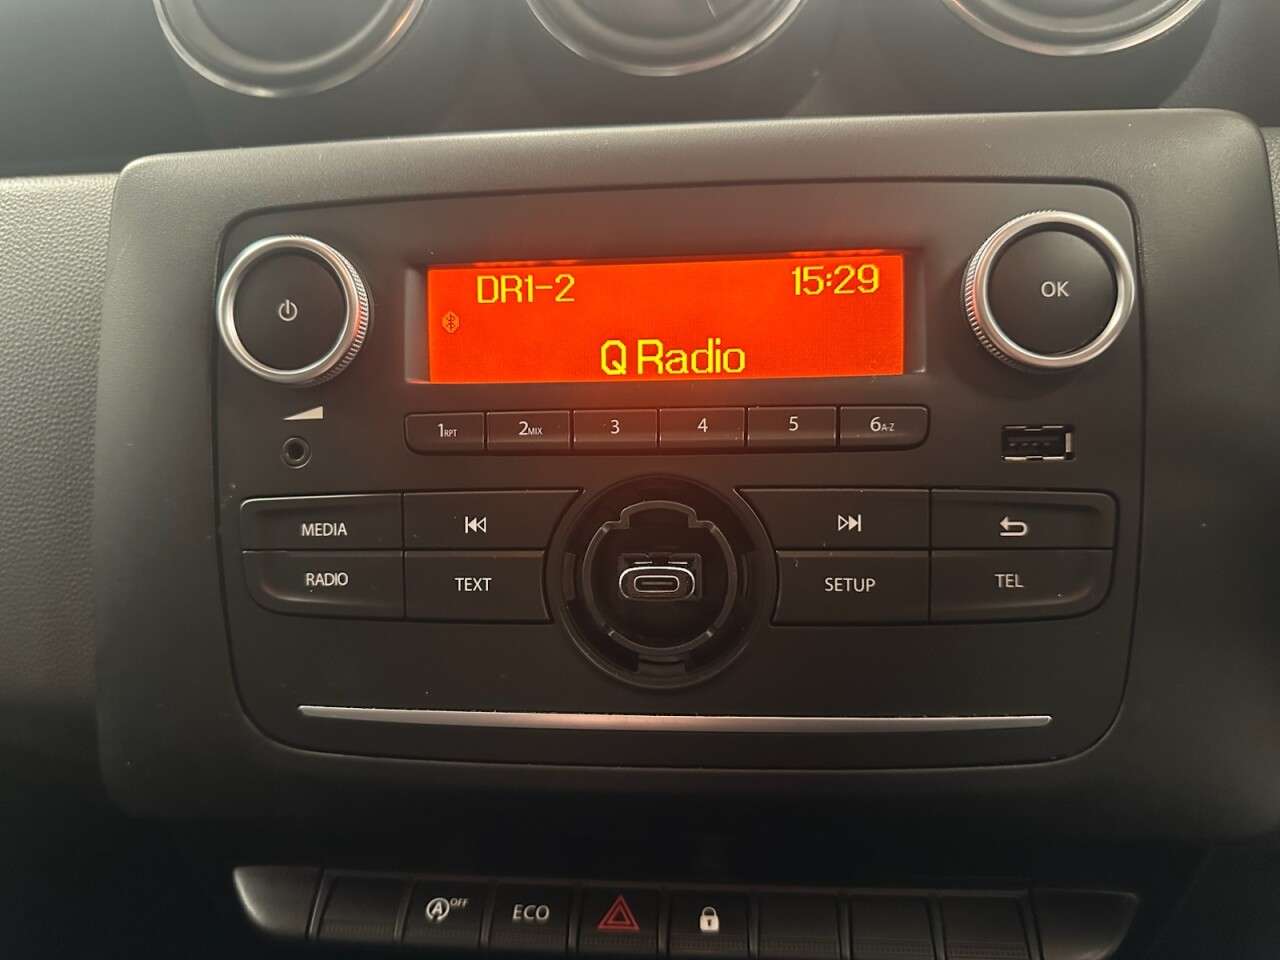 DR1-2 15:29
Q Radio
OK
1RPT 2MIX 3 4 5 6A-Z
MEDIA
RADIO TEXT SETUP TEL
A OFF ECO